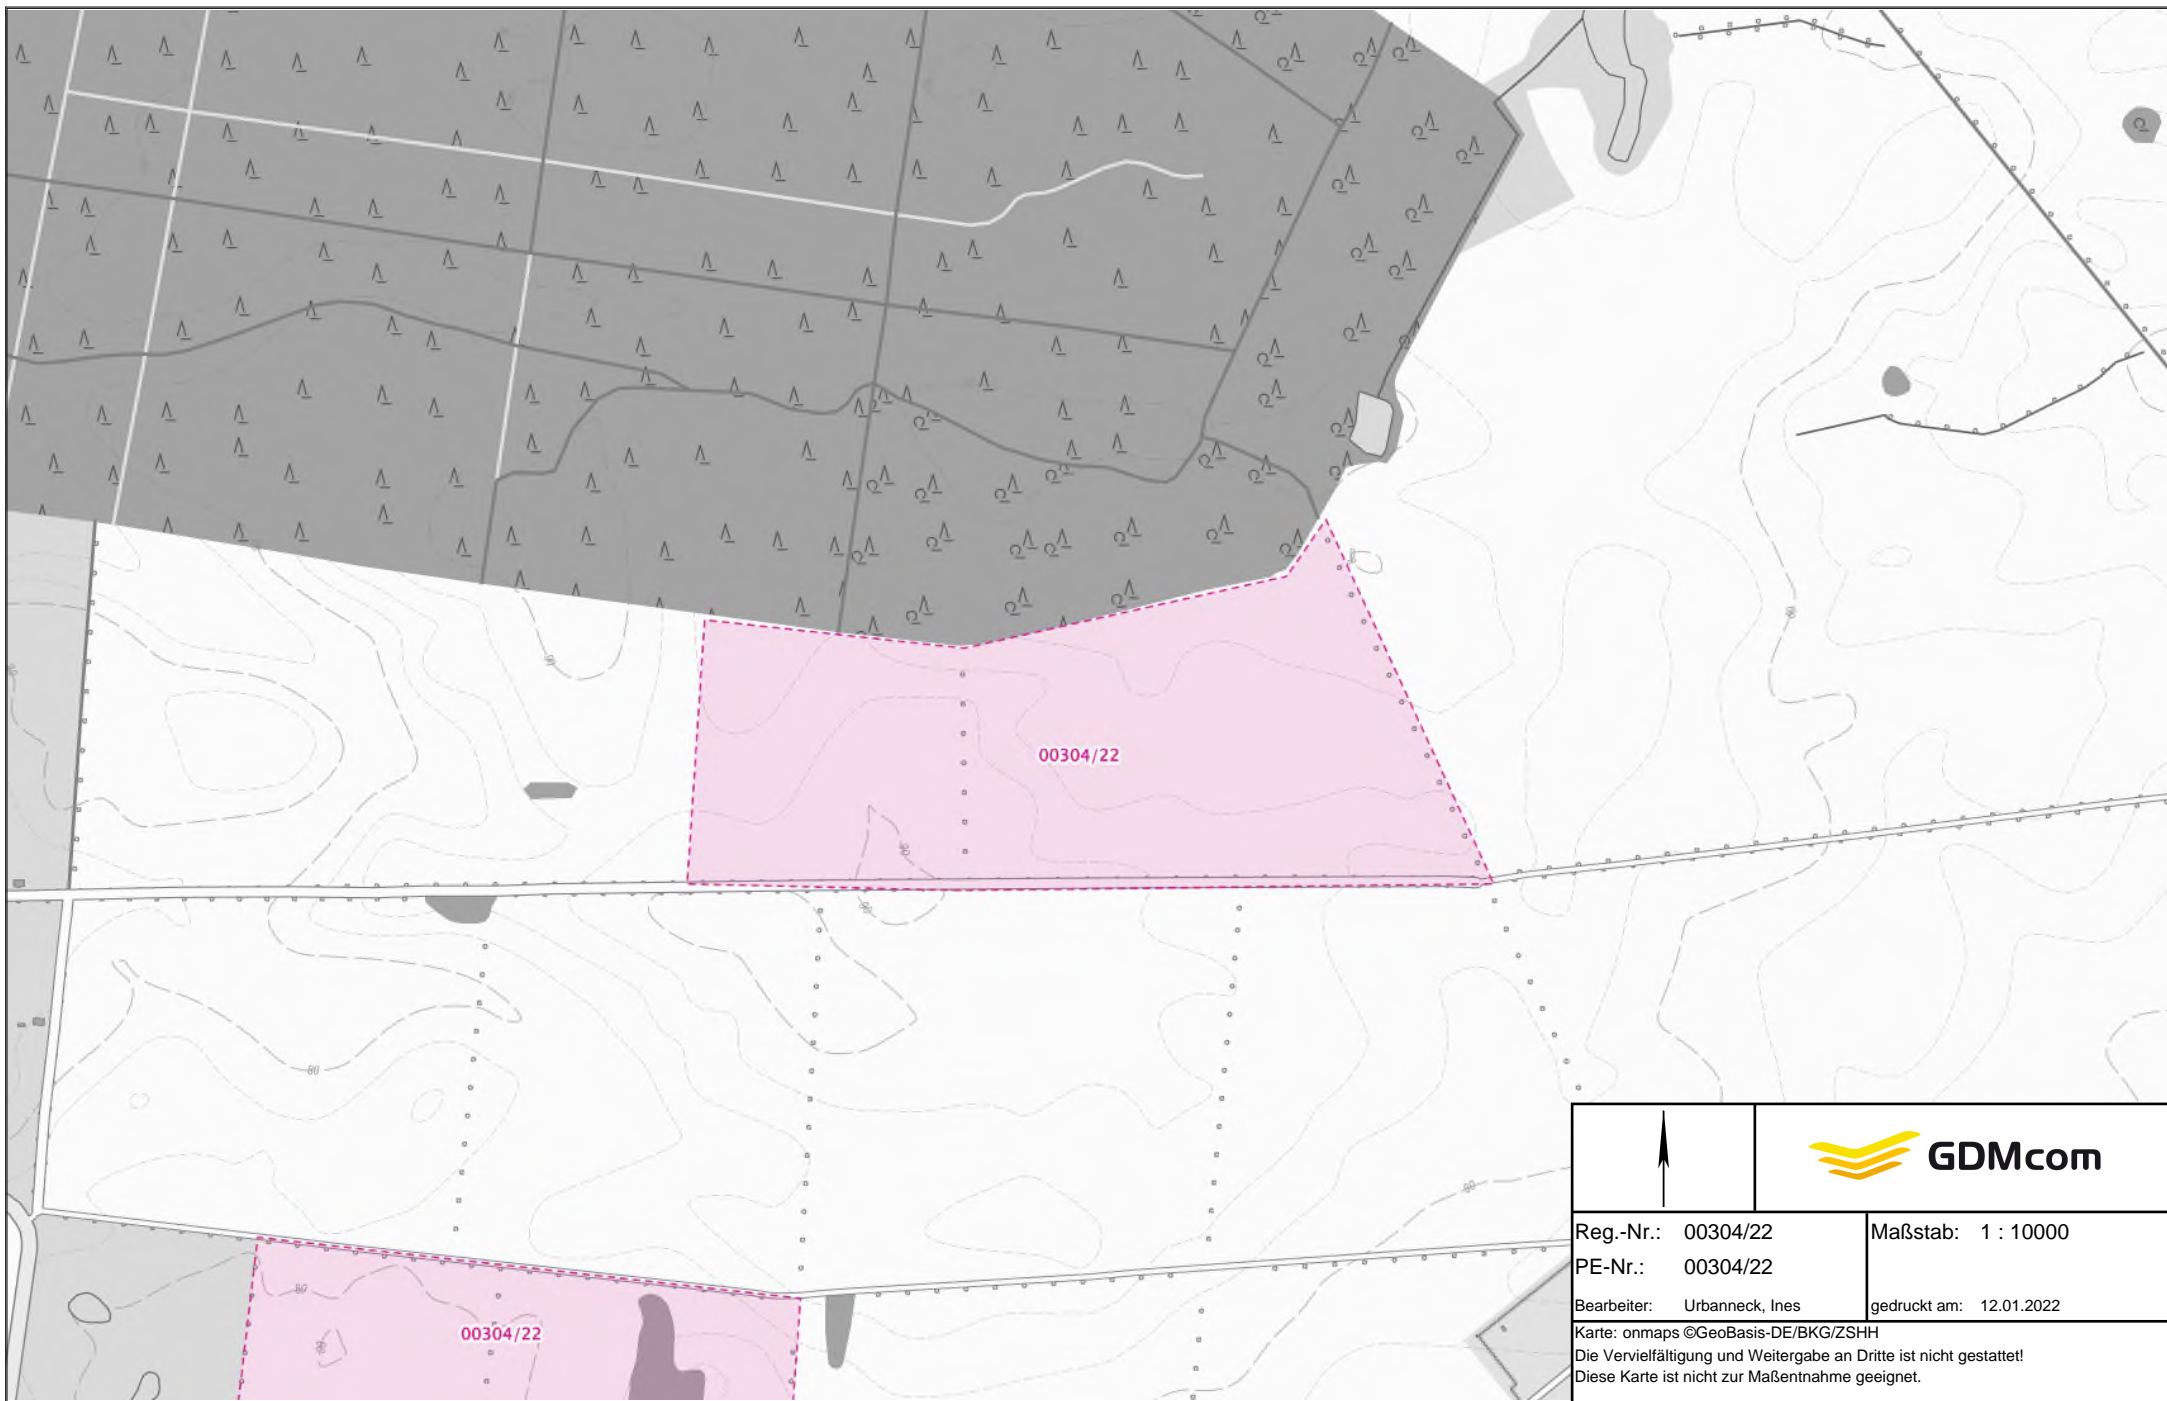 00304/22
00304/22
GDMcom
Reg.-Nr.: 00304/22
Maßstab: 1 : 10000
PE-Nr.: 00304/22
Bearbeiter: Urbanneck, Ines
gedruckt am: 12.01.2022
Karte: onmaps ©GeoBasis-DE/BKG/ZSHH
Die Vervielfältigung und Weitergabe an Dritte ist nicht gestattet!
Diese Karte ist nicht zur Maßentnahme geeignet.